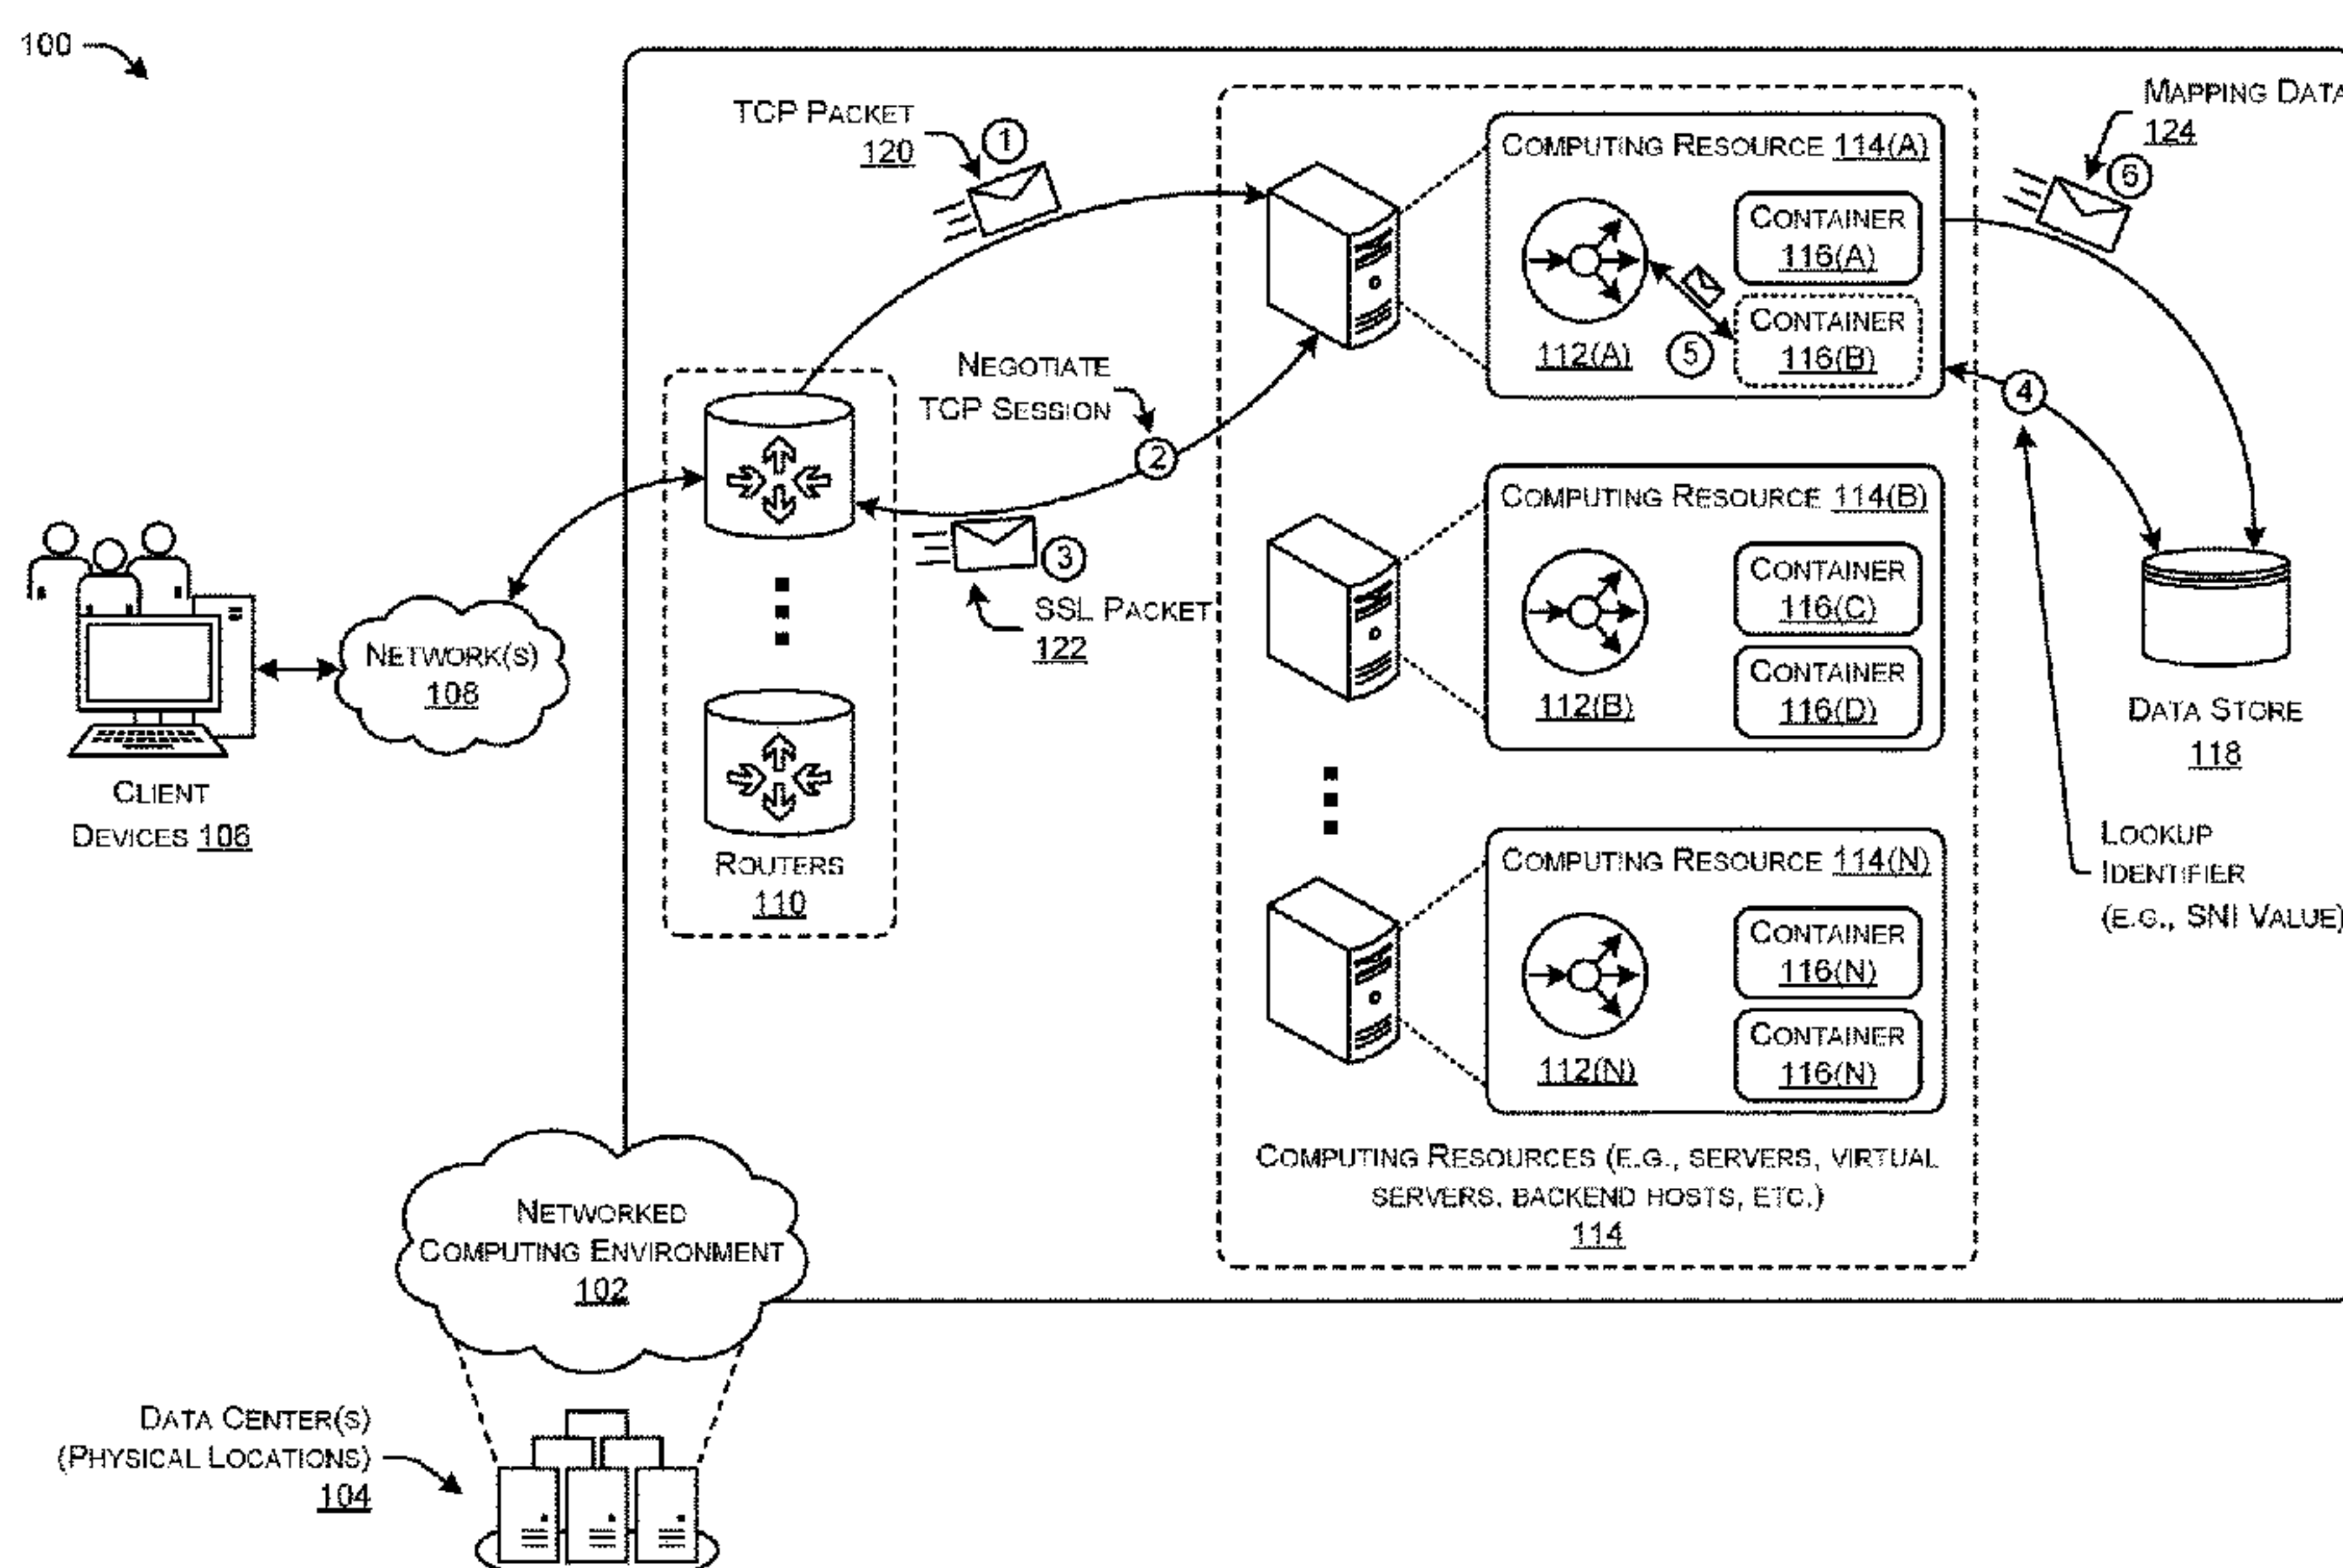 100
TCP PACKET
120
1
MAPPING DATA
124
6
COMPUTING RESOURCE 114(A)
CONTAINER
116(A)
CONTAINER
116(B)
112(A)
5
NEGOTIATE
TCP SESSION
2
4
3
SSL PACKET
122
COMPUTING RESOURCE 114(B)
CONTAINER
116(C)
CONTAINER
116(D)
112(B)
NETWORK(S)
108
CLIENT
DEVICES 106
DATA STORE
118
ROUTERS
110
LOOKUP
IDENTIFIER
(E.G., SNI VALUE)
COMPUTING RESOURCE 114(N)
CONTAINER
116(N)
CONTAINER
116(N)
112(N)
COMPUTING RESOURCES (E.G., SERVERS, VIRTUAL
SERVERS, BACKEND HOSTS, ETC.)
114
NETWORKED
COMPUTING ENVIRONMENT
102
DATA CENTER(S)
(PHYSICAL LOCATIONS)
104